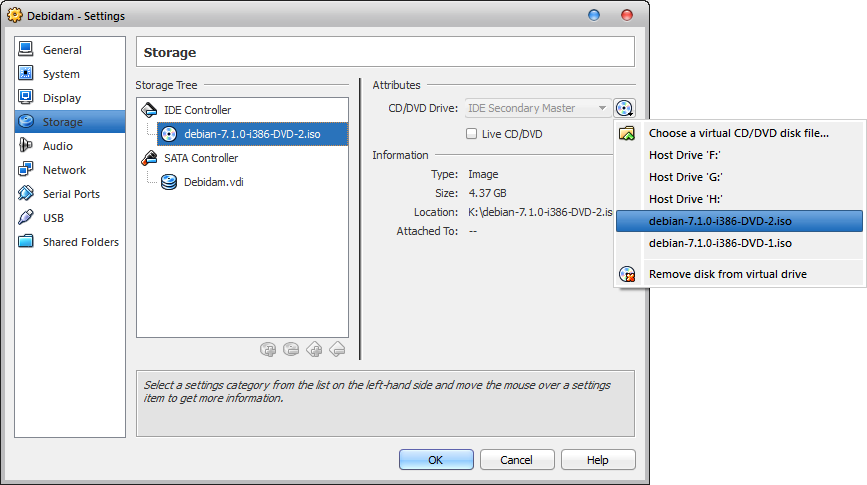 Debidam - Settings
General
System
Display
Storage
Audio
Network
Serial Ports
USB
Shared Folders
Storage
Storage Tree
IDE Controller
debian-7.1.0-i386-DVD-2.iso
SATA Controller
Debidam.vdi
Attributes
CD/DVD Drive: IDE Secondary Master
Live CD/DVD
Information
Type: Image
Size: 4.37 GB
Location: K:\debian-7.1.0-i386-DVD-2.is
Attached To: --
Choose a virtual CD/DVD disk file...
Host Drive 'F:'
Host Drive 'G:'
Host Drive 'H:'
debian-7.1.0-i386-DVD-2.iso
debian-7.1.0-i386-DVD-1.iso
Remove disk from virtual drive
Select a settings category from the list on the left-hand side and move the mouse over a settings
item to get more information.
OK
Cancel
Help